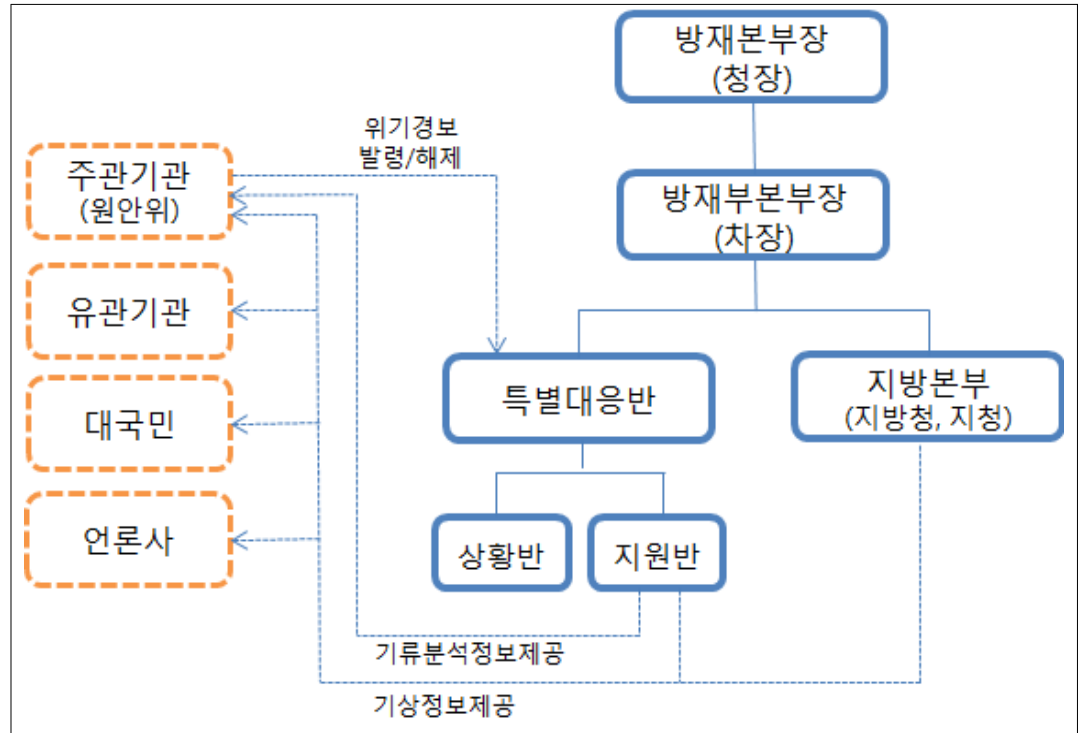 방재본부장
(청장)
위기경보
발령/해제
주관기관
(원안위)
방재부본부장
(차장)
유관기관
특별대응반
지방본부
(지방청, 지청)
대국민
언론사
상황반
지원반
기류분석정보제공
기상정보제공